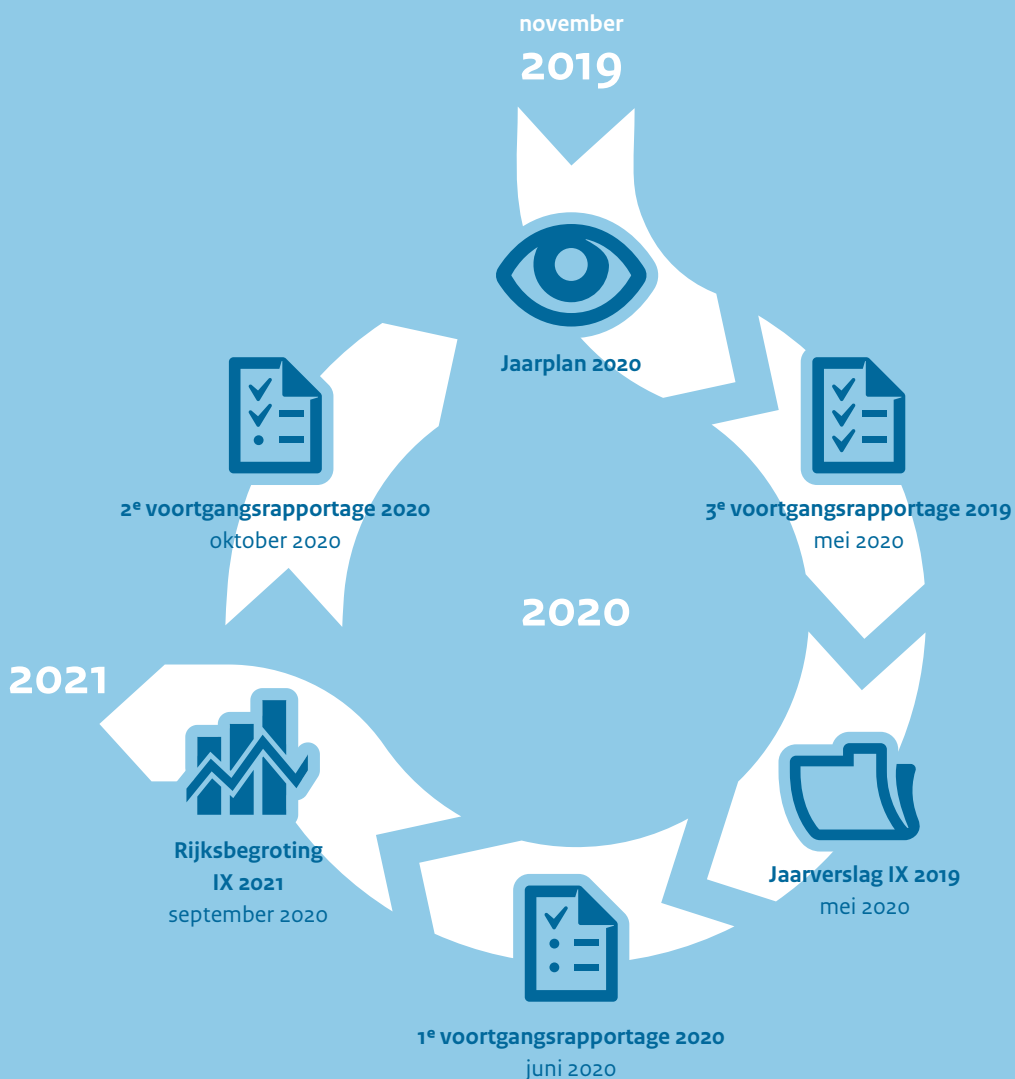 november
2019
Jaarplan 2020
3e voortgangsrapportage 2019
mei 2020
Jaarverslag IX 2019
mei 2020
1e voortgangsrapportage 2020
juni 2020
Rijksbegroting
IX 2021
september 2020
2021
2e voortgangsrapportage 2020
oktober 2020
2020